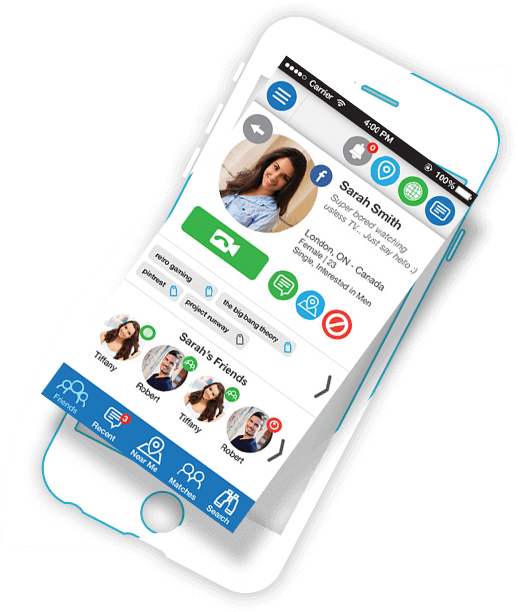 Carrier
4:00 PM
100%
0
f
Sarah Smith
Super bored watching
usless TV.. Just say hello :)
London, ON - Canada
Female | 23
Single, Interested in Men
retro gaming
pintrest
the big bang theory
project runway
Sarah's Friends
Tiffany
Robert
Tiffany
Robert
Friends
Recent
3
Near Me
Matches
Search